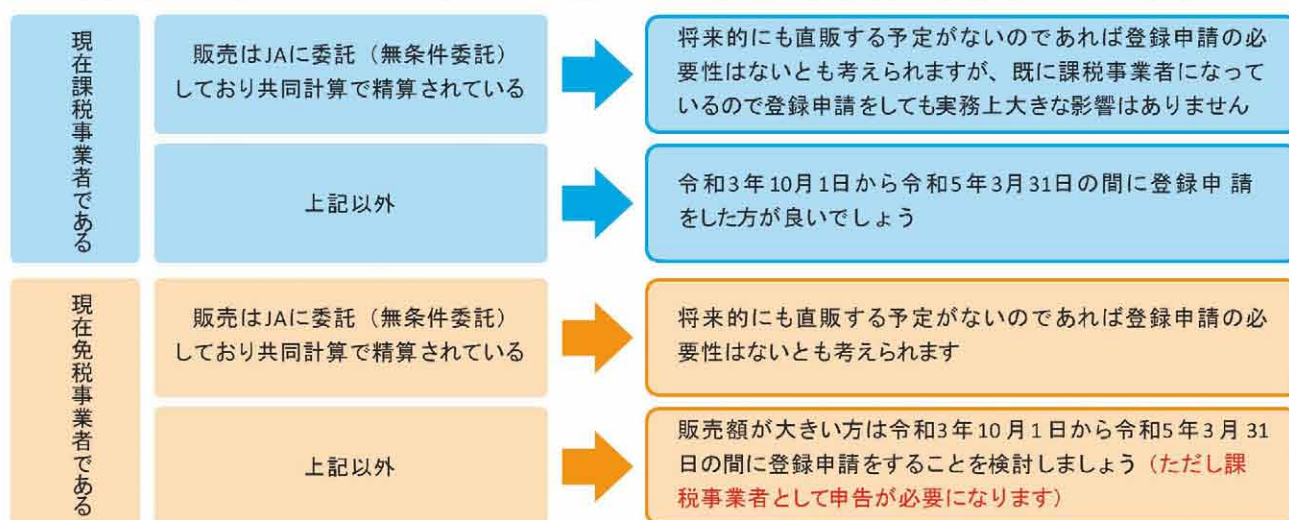 現在課税事業者である
販売はJAに委託（無条件委託）
しており共同計算で精算されている
将来的にも直販する予定がないのであれば登録申請の必
要性はないとも考えられますが、既に課税事業者になって
いるので登録申請をしても実務上大きな影響はありません
上記以外
令和3年10月1日から令和5年3月31日の間に登録申請
をした方が良いでしょう
現在免税事業者である
販売はJAに委託（無条件委託）
しており共同計算で精算されている
将来的にも直販する予定がないのであれば登録申請の必
要性はないとも考えられます
上記以外
販売額が大きい方は令和3年10月1日から令和5年3月31
日の間に登録申請をすることを検討しましょう（ただし課
税事業者として申告が必要になります）